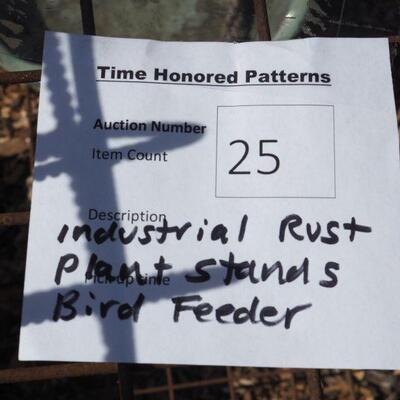 Time Honored Patterns
Auction Number
Item Count
25
Description
industrial Rust
Plant stands
Pick up time
Bird Feeder